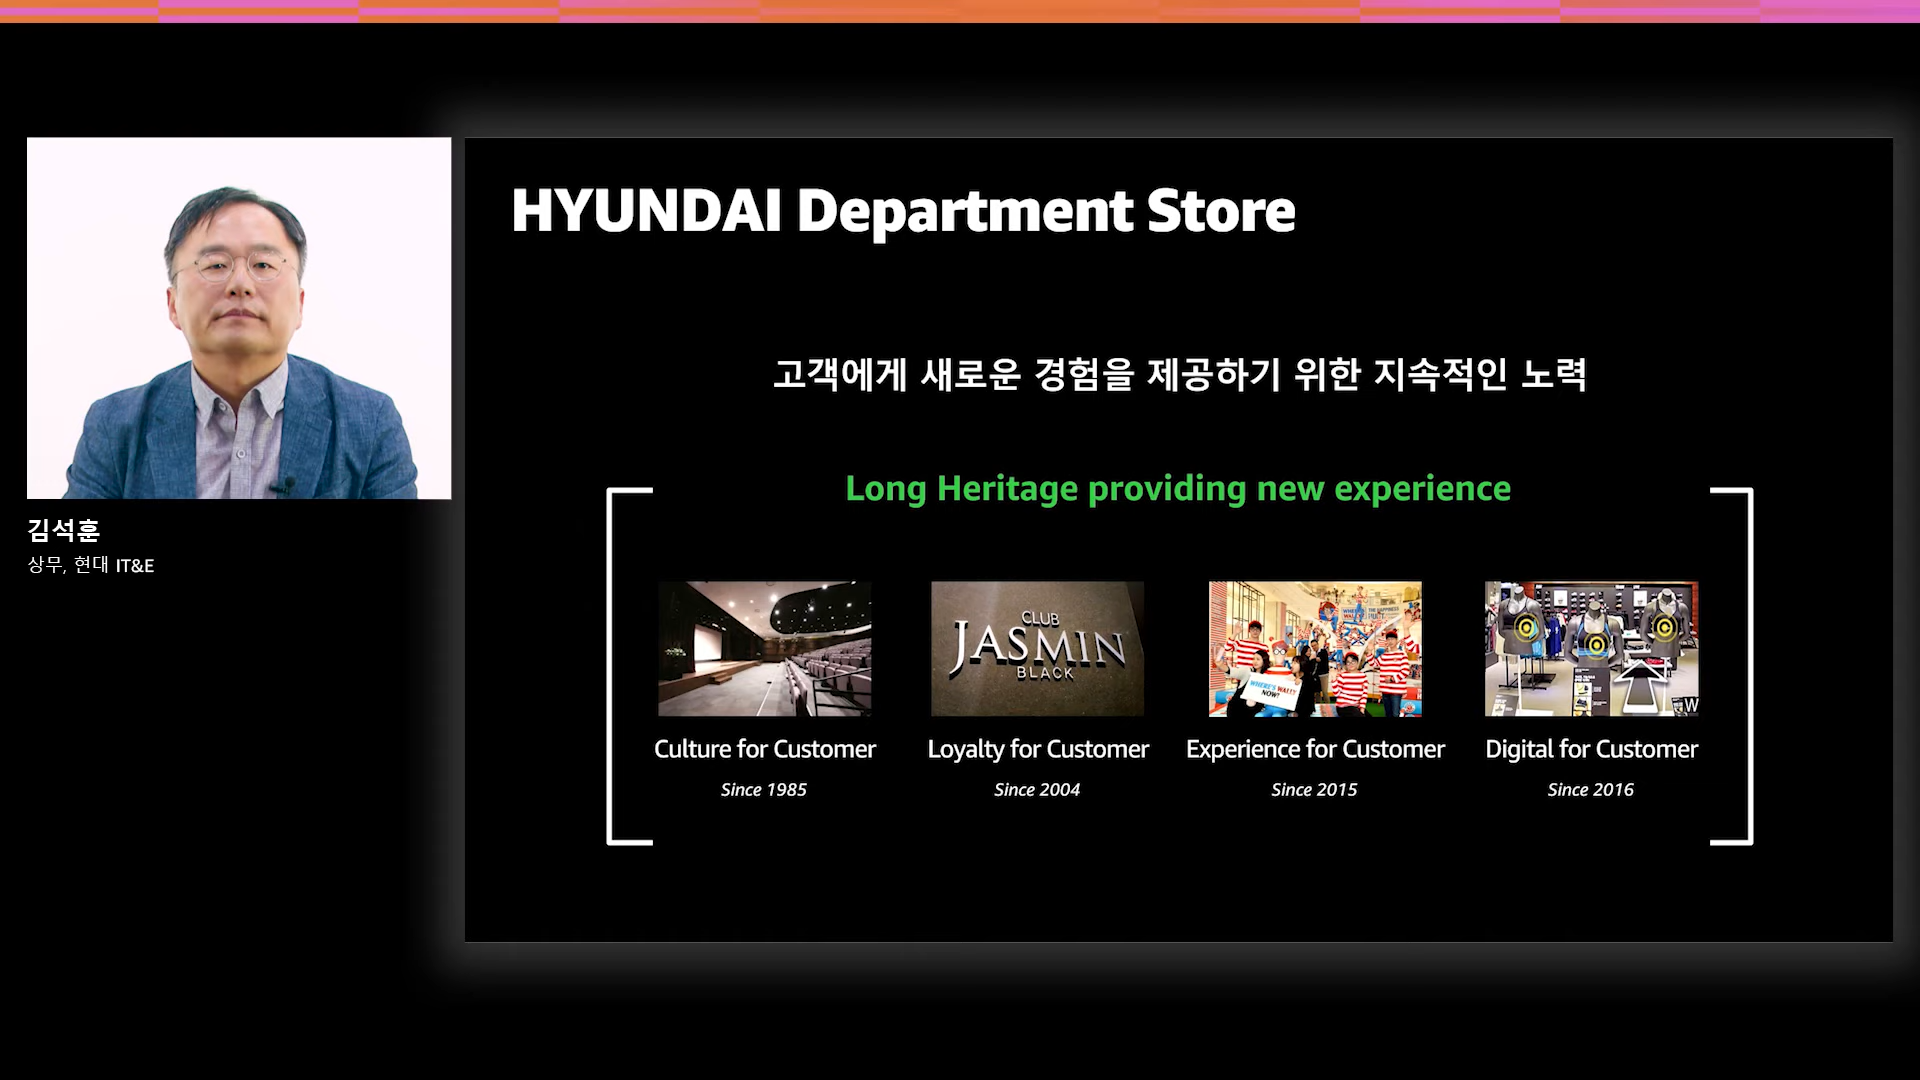 HYUNDAI Department Store
고객에게 새로운 경험을 제공하기 위한 지속적인 노력
Long Heritage providing new experience
김석훈
상무, 현대 IT&E
CLUB
JASMIN
BLACK
WHERE'S WALLY
NOW?
W
Culture for Customer
Loyalty for Customer
Experience for Customer
Digital for Customer
Since 1985
Since 2004
Since 2015
Since 2016